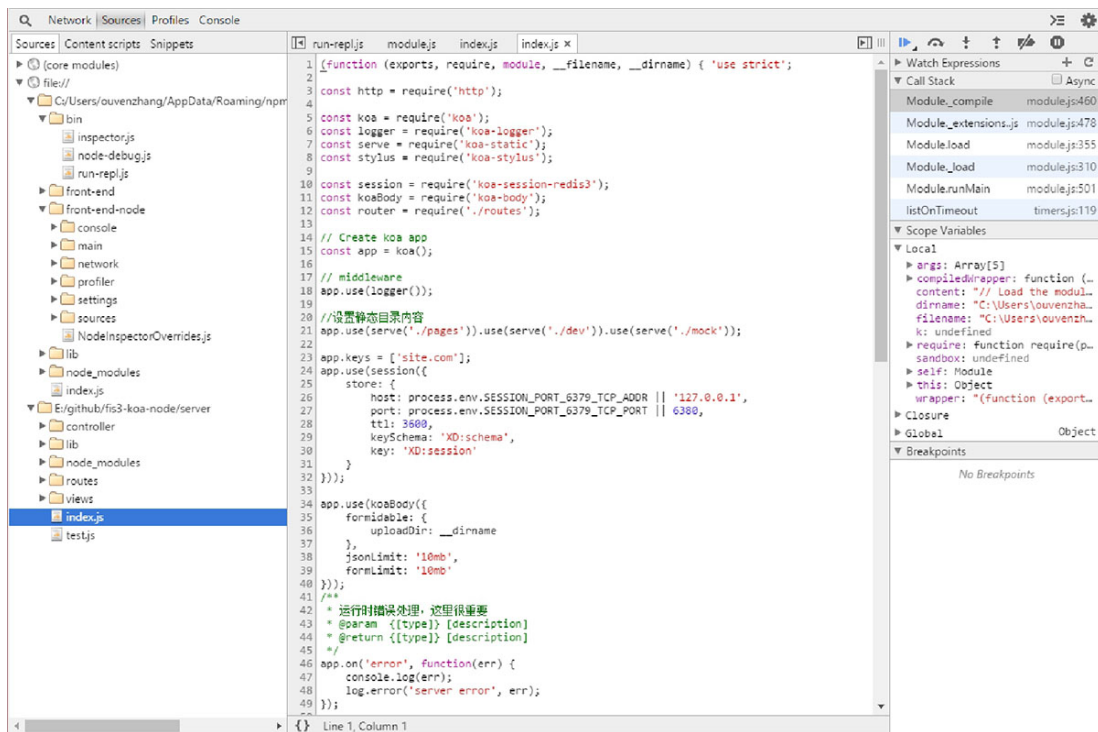 Network Sources Profiles Console
Sources Content scripts Snippets
(core modules)
file://
C:/Users/ouvenzhang/AppData/Roaming/npm
bin
inspector.js
node-debug.js
run-repl.js
front-end
front-end-node
console
main
network
profiler
settings
sources
NodeInspectorOverrides.js
lib
node_modules
index.js
E:/github/fis3-koa-node/server
controller
lib
node_modules
routes
views
index.js
test.js
run-repl.js module.js index.js index.js ×
1 (function (exports, require, module, __filename, __dirname) { 'use strict';
2
3 const http = require('http');
4
5 const koa = require('koa');
6 const logger = require('koa-logger');
7 const serve = require('koa-static');
8 const stylus = require('koa-stylus');
9
10 const session = require('koa-session-redis3');
11 const koaBody = require('koa-body');
12 const router = require('./routes');
13
14 // Create koa app
15 const app = koa();
16
17 // middleware
18 app.use(logger());
19
20 //设置静态目录内容
21 app.use(serve('./pages')).use(serve('./dev')).use(serve('./mock'));
22
23 app.keys = ['site.com'];
24 app.use(session({
25 store: {
26 host: process.env.SESSION_PORT_6379_TCP_ADDR || '127.0.0.1',
27 port: process.env.SESSION_PORT_6379_TCP_PORT || 6380,
28 ttl: 3600,
29 keySchema: 'XD:schema',
30 key: 'XD:session'
31 }
32 }));
33
34 app.use(koaBody({
35 formidable: {
36 uploadDir: __dirname
37 },
38 jsonLimit: '10mb',
39 formLimit: '10mb'
40 }));
41 /**
42 * 运行时错误处理，这里很重要
43 * @param {[type]} [description]
44 * @return {[type]} [description]
45 */
46 app.on('error', function(err) {
47 console.log(err);
48 log.error('server error', err);
49 });
{} Line 1, Column 1
Watch Expressions
Call Stack Async
Module._compile module.js:460
Module._extensions..js module.js:478
Module.load module.js:355
Module._load module.js:310
Module.runMain module.js:501
listOnTimeout timers.js:119
Scope Variables
Local
args: Array[5]
compiledWrapper: function (…
content: "// Load the modul…
dirname: "C:\Users\ouvenzha…
filename: "C:\Users\ouvenzh…
k: undefined
require: function require(p…
sandbox: undefined
self: Module
this: Object
wrapper: "(function (export…
Closure
Global Object
Breakpoints
No Breakpoints